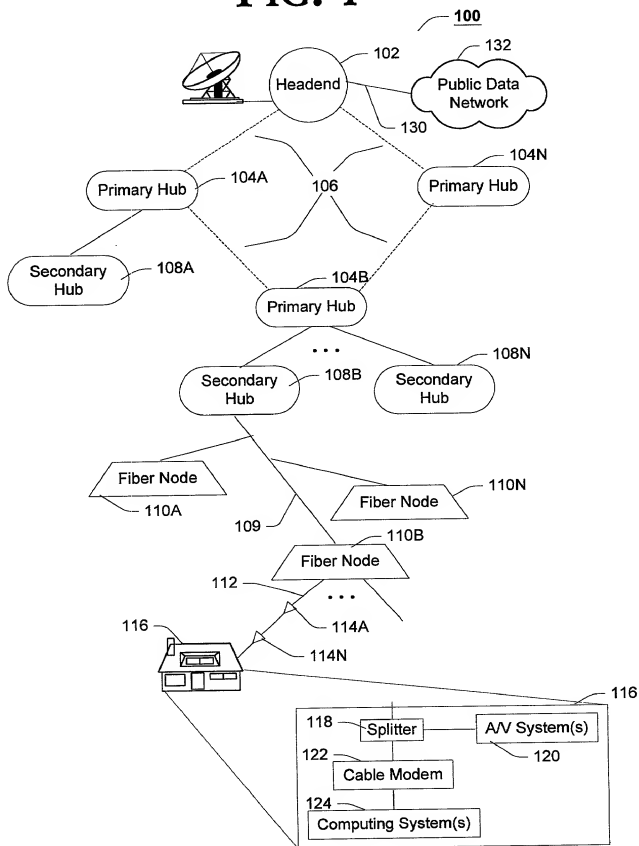 FIG. 1
100
102
132
Headend
Public Data
Network
130
104N
Primary Hub
104A
106
Primary Hub
Secondary
Hub
108A
104B
Primary Hub
...
108N
Secondary
Hub
108B
Secondary
Hub
Fiber Node
110A
Fiber Node
110N
109
110B
Fiber Node
112
...
114A
116
114N
116
118
Splitter
A/V System(s)
120
122
Cable Modem
124
Computing System(s)